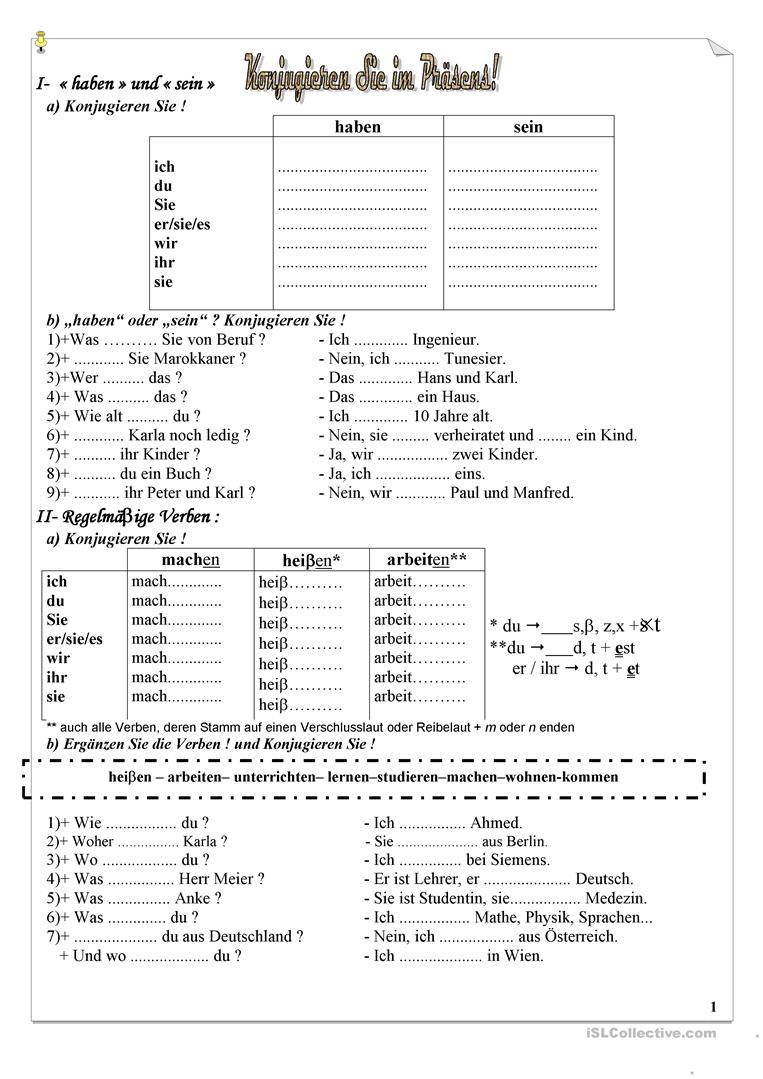 Konjugieren Sie im Präsens!
I- « haben » und « sein »
a) Konjugieren Sie !
haben sein
ich ................................... ...................................
du ................................... ...................................
Sie ................................... ...................................
er/sie/es ................................... ...................................
wir ................................... ...................................
ihr ................................... ...................................
sie ................................... ...................................
b) „haben“ oder „sein“ ? Konjugieren Sie !
1)+Was ………. Sie von Beruf ? - Ich ............. Ingenieur.
2)+ ............ Sie Marokkaner ? - Nein, ich ........... Tunesier.
3)+Wer .......... das ? - Das ............. Hans und Karl.
4)+ Was .......... das ? - Das ............. ein Haus.
5)+ Wie alt .......... du ? - Ich ............. 10 Jahre alt.
6)+ ............ Karla noch ledig ? - Nein, sie ......... verheiratet und ........ ein Kind.
7)+ .......... ihr Kinder ? - Ja, wir ................. zwei Kinder.
8)+ .......... du ein Buch ? - Ja, ich .................. eins.
9)+ ........... ihr Peter und Karl ? - Nein, wir ............ Paul und Manfred.
II- Regelmäβige Verben :
a) Konjugieren Sie !
machen heiβen* arbeiten**
ich mach............. heiβ………. arbeit……….
du mach............. heiβ………. arbeit……….
Sie mach............. heiβ………. arbeit……….
er/sie/es mach............. heiβ………. arbeit……….
wir mach............. heiβ………. arbeit……….
ihr mach............. heiβ………. arbeit……….
sie mach............. heiβ………. arbeit……….
* du →____s,β, z,x +st
**du →___d, t + est
er / ihr → d, t + et
** auch alle Verben, deren Stamm auf einen Verschlusslaut oder Reibelaut + m oder n enden
b) Ergänzen Sie die Verben ! und Konjugieren Sie !
heiβen – arbeiten– unterrichten– lernen–studieren–machen–wohnen-kommen
1)+ Wie ................. du ? - Ich ................ Ahmed.
2)+ Woher ............... Karla ? - Sie .................... aus Berlin.
3)+ Wo .................. du ? - Ich ............... bei Siemens.
4)+ Was ................ Herr Meier ? - Er ist Lehrer, er ..................... Deutsch.
5)+ Was ............... Anke ? - Sie ist Studentin, sie................. Medezin.
6)+ Was .............. du ? - Ich ................. Mathe, Physik, Sprachen...
7)+ .................... du aus Deutschland ? - Nein, ich .................. aus Österreich.
+ Und wo ................... du ? - Ich .................... in Wien.
1
iSLCollective.com